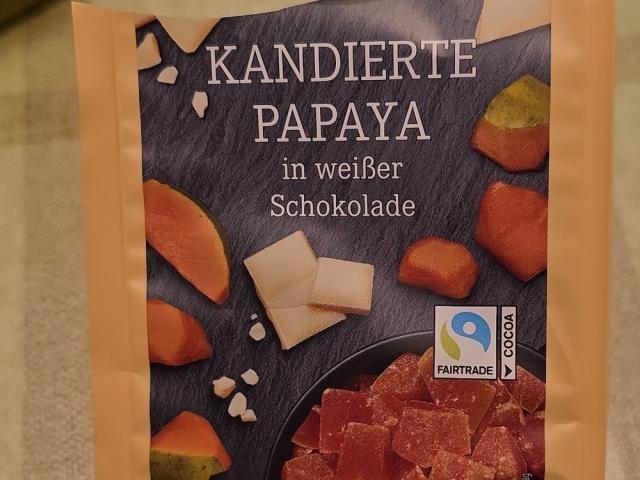 KANDIERTE
PAPAYA
in weißer
Schokolade
FAIRTRADE
COCOA